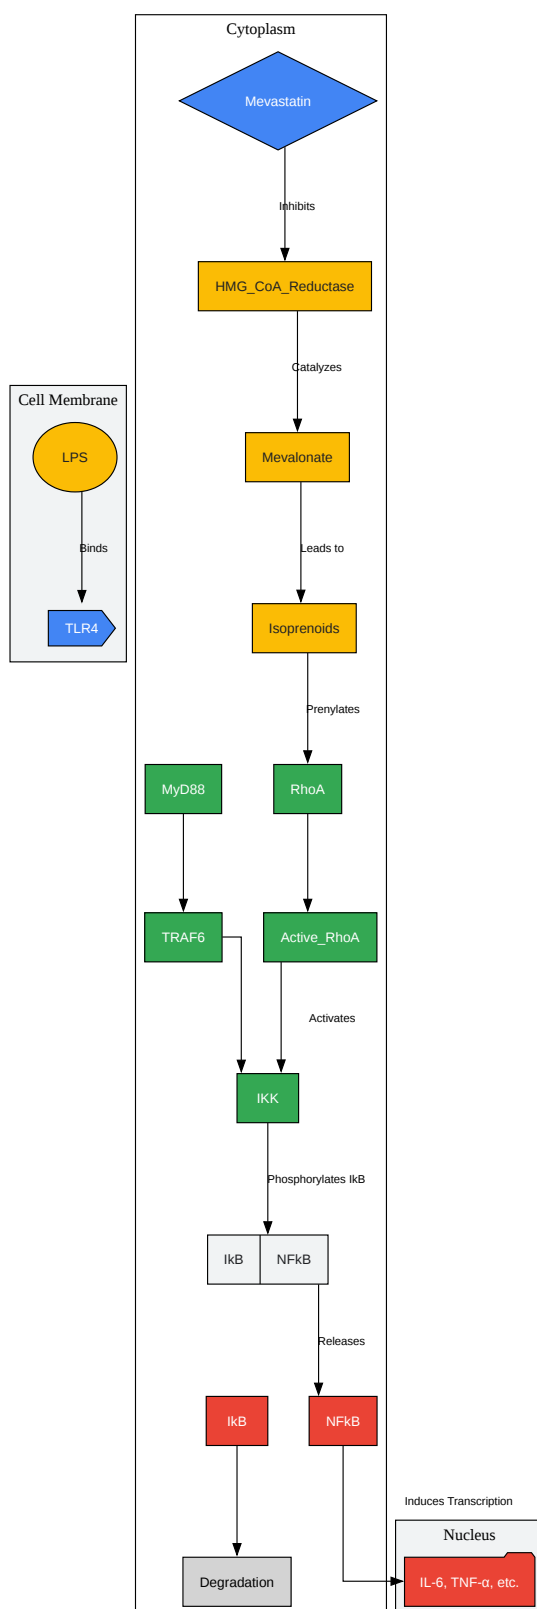 Cytoplasm
Mevastatin
Inhibits
HMG_CoA_Reductase
Catalyzes
Cell Membrane
LPS
Mevalonate
Binds
Leads to
TLR4
Isoprenoids
Prenylates
MyD88
RhoA
TRAF6
Active_RhoA
Activates
IKK
Phosphorylates IkB
IkB
NFkB
Releases
IkB
NFkB
Induces Transcription
Nucleus
Degradation
IL-6, TNF-α, etc.